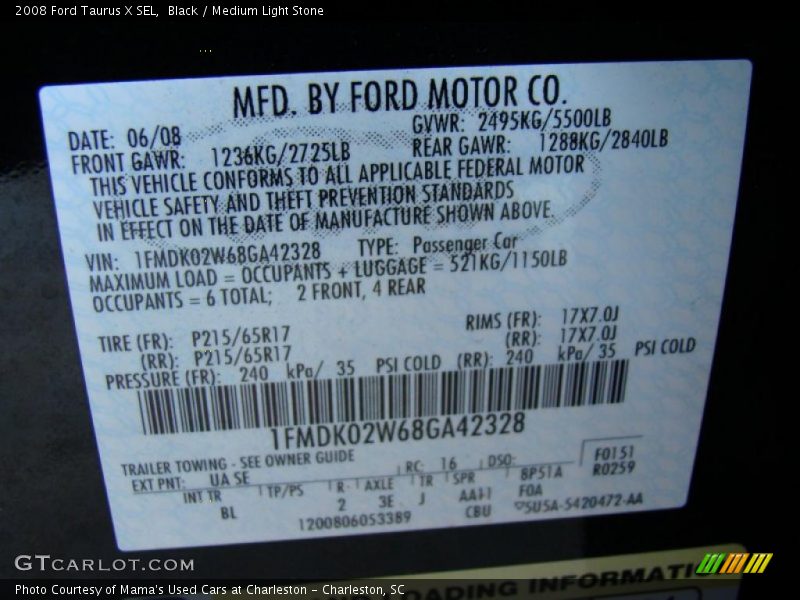 2008 Ford Taurus X SEL, Black / Medium Light Stone
MFD. BY FORD MOTOR CO.
DATE: 06/08 GVWR: 2495KG/5500LB
FRONT GAWR: 1236KG/2725LB REAR GAWR: 1288KG/2840LB
THIS VEHICLE CONFORMS TO ALL APPLICABLE FEDERAL MOTOR
VEHICLE SAFETY AND THEFT PREVENTION STANDARDS
IN EFFECT ON THE DATE OF MANUFACTURE SHOWN ABOVE.
VIN: 1FMDK02W68GA42328 TYPE: Passenger Car
MAXIMUM LOAD = OCCUPANTS + LUGGAGE = 521KG/1150LB
OCCUPANTS = 6 TOTAL; 2 FRONT, 4 REAR
TIRE (FR): P215/65R17 RIMS (FR): 17X7.0J
(RR): P215/65R17 (RR): 17X7.0J
PRESSURE (FR): 240 kPa/ 35 PSI COLD (RR): 240 kPa/ 35 PSI COLD
1FMDK02W68GA42328
TRAILER TOWING - SEE OWNER GUIDE
F0151
EXT PNT: UA SE RC: 16 DSO: R0259
INT TR TP/PS R AXLE TR SPR 8P51A
BL 2 3E J AA11 F0A
1200806053389 CBU 5U5A-5420472-AA
GTCARLOT.COM
LOADING INFORMATI
Photo Courtesy of Mama's Used Cars at Charleston - Charleston, SC